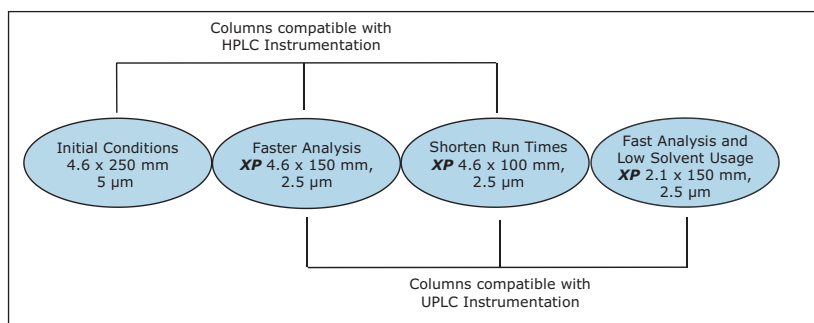 Columns compatible with
HPLC Instrumentation
Initial Conditions
4.6 x 250 mm
5 µm
Faster Analysis
XP 4.6 x 150 mm,
2.5 µm
Shorten Run Times
XP 4.6 x 100 mm,
2.5 µm
Fast Analysis and
Low Solvent Usage
XP 2.1 x 150 mm,
2.5 µm
Columns compatible with
UPLC Instrumentation